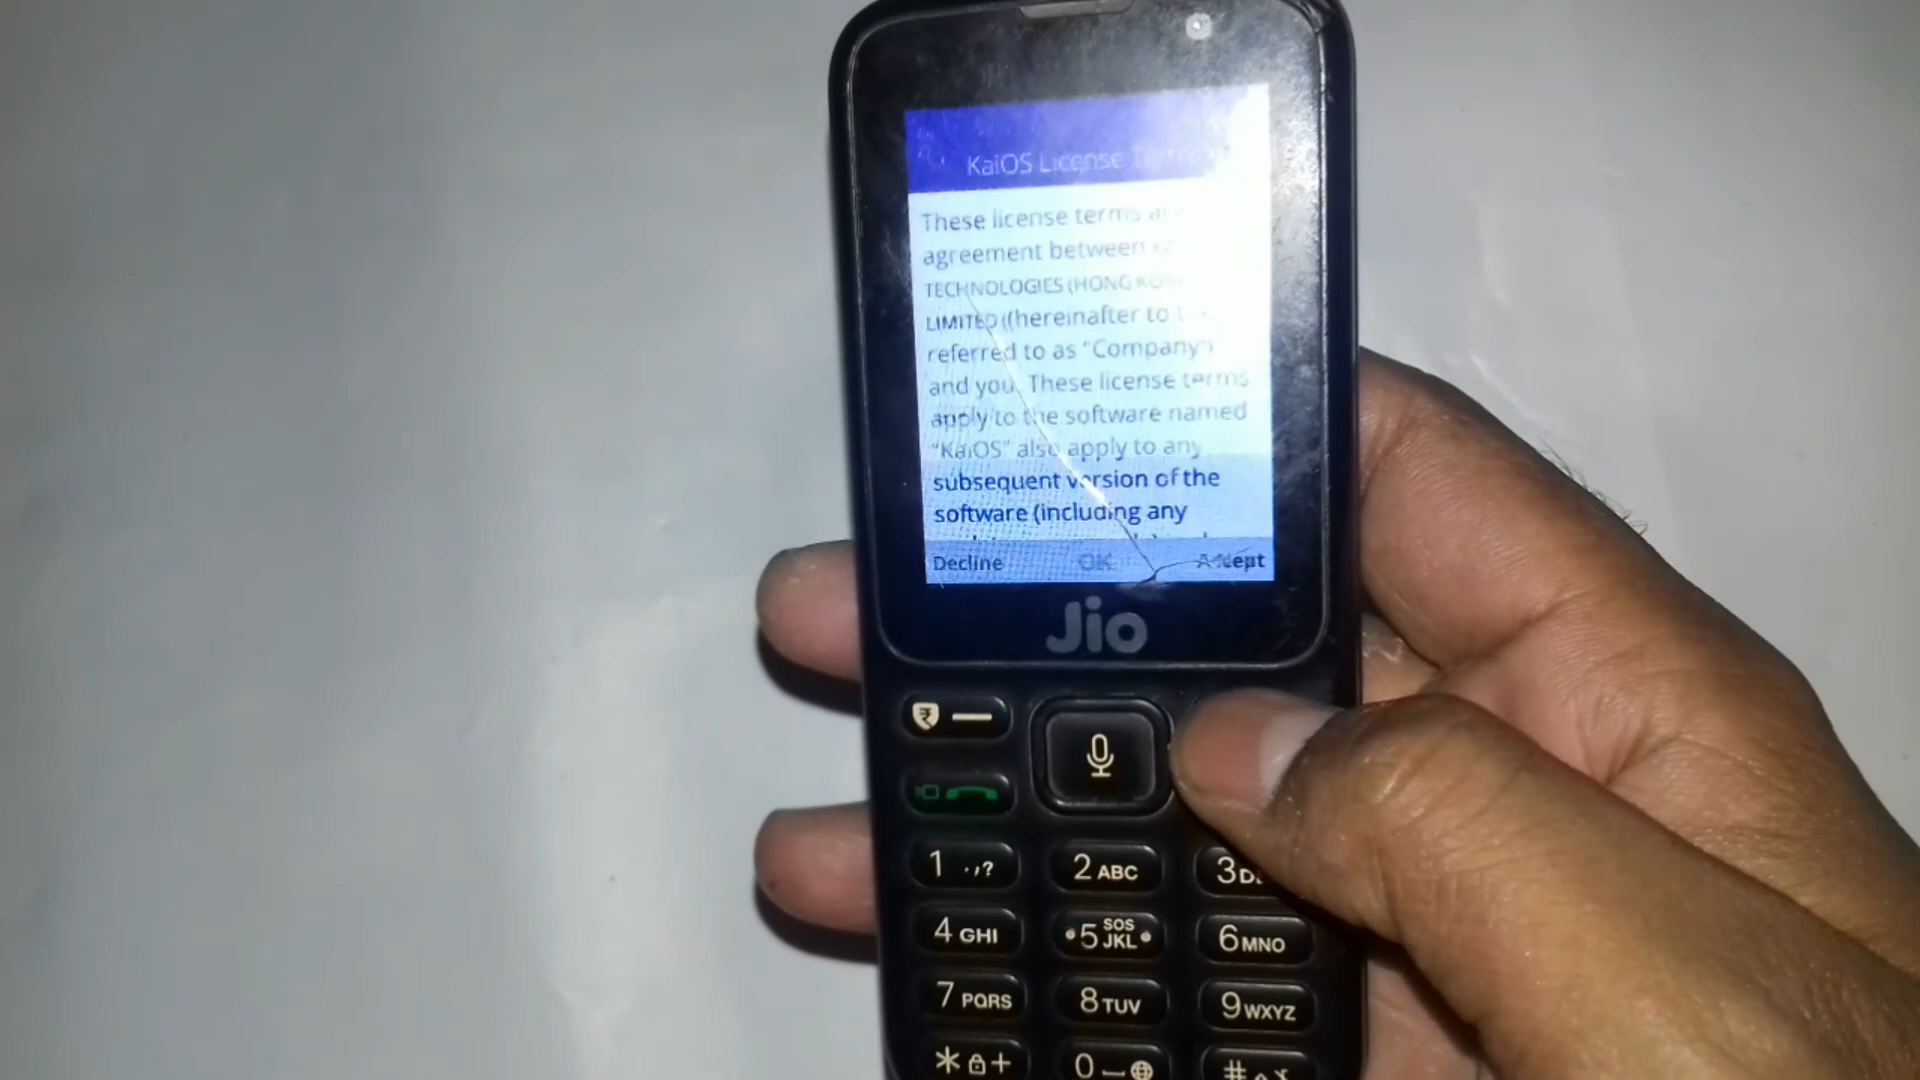 KaiOS License
These license terms
agreement between
TECHNOLOGIES (HONG
LIMITED ((hereinafter to
referred to as "Company"
and you. These license terms
apply to the software named
"KaiOS" also apply to any
subsequent version of the
software (including any
Decline OK Accept
Jio
₹
1 .,?
2 ABC
3
4 GHI
5 SOS JKL
6 MNO
7 PQRS
8 TUV
9 WXYZ
* +
0
#